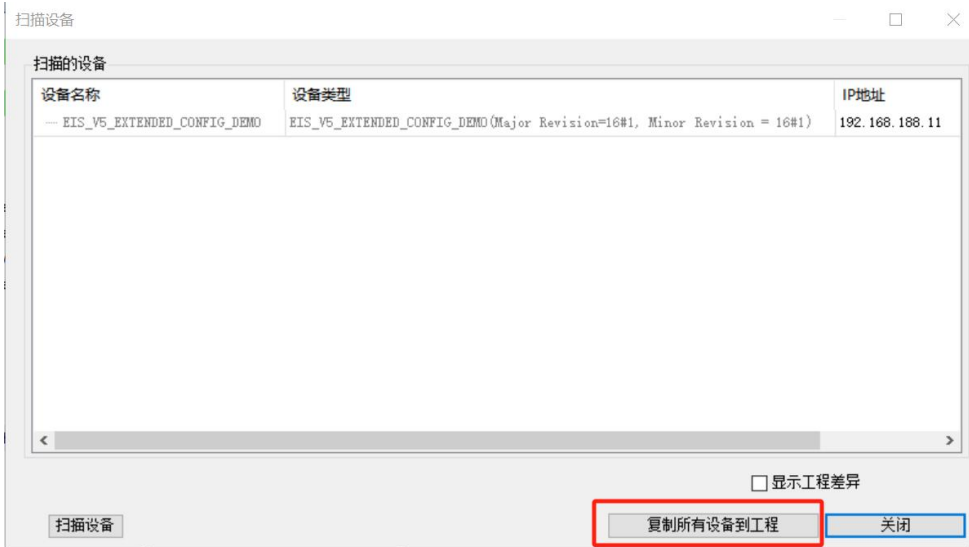 扫描设备
扫描的设备
设备名称 设备类型 IP地址
EIS_V5_EXTENDED_CONFIG_DEMO EIS_V5_EXTENDED_CONFIG_DEMO(Major Revision=16#1, Minor Revision = 16#1) 192.168.188.11
显示工程差异
扫描设备 复制所有设备到工程 关闭